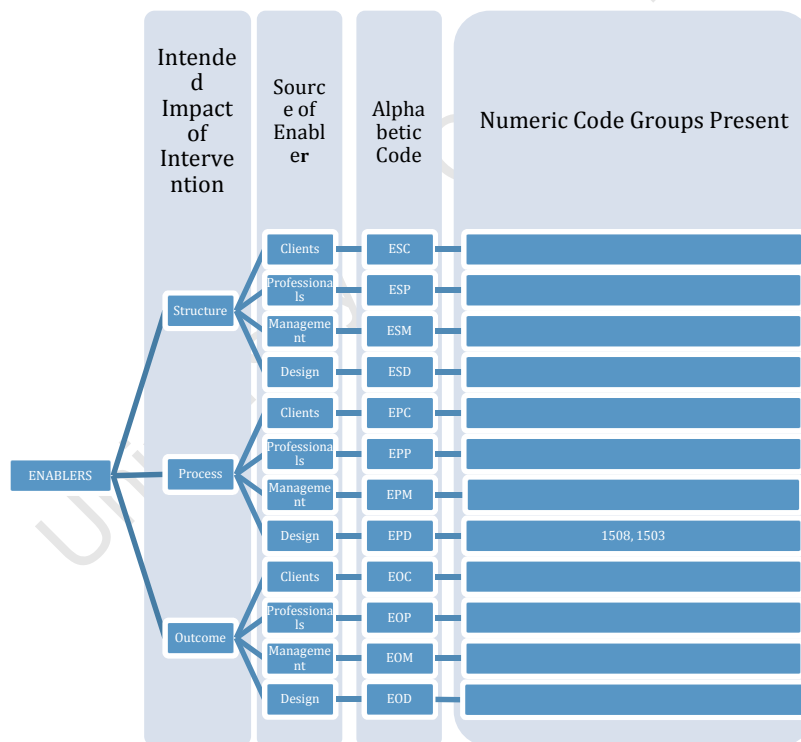 Intende
d
Impact
of
Interve
ntion
Sourc
e of
Enabl
er
Alpha
betic
Code
Numeric Code Groups Present
ENABLERS
Structure
Clients
ESC
Professiona
ls
ESP
Manageme
nt
ESM
Design
ESD
Process
Clients
EPC
Professiona
ls
EPP
Manageme
nt
EPM
Design
EPD
1508, 1503
Outcome
Clients
EOC
Professiona
ls
EOP
Manageme
nt
EOM
Design
EOD